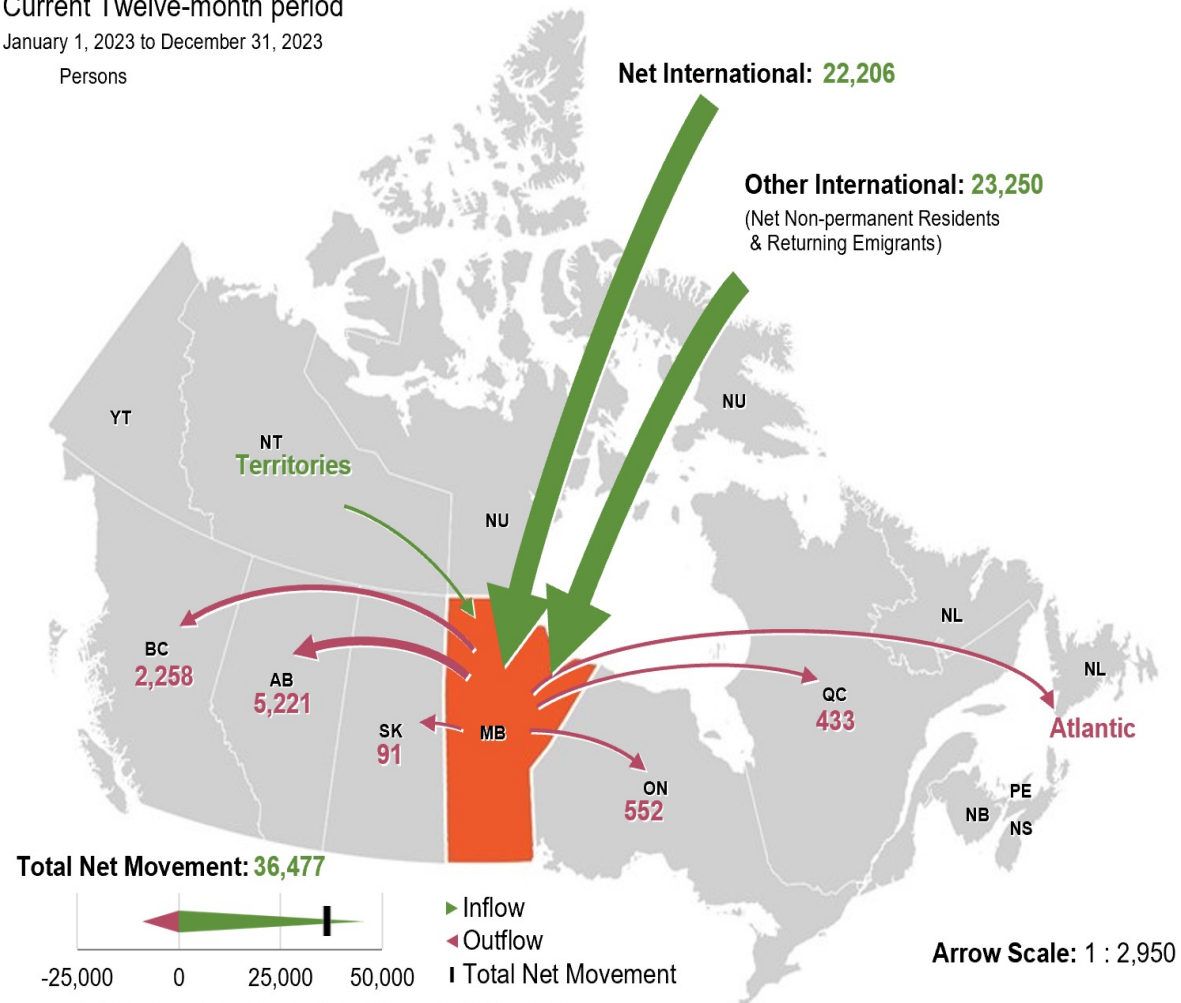 Current Twelve-month period
January 1, 2023 to December 31, 2023
Persons
Net International: 22,206
Other International: 23,250
(Net Non-permanent Residents
& Returning Emigrants)
YT
NT
Territories
NU
NU
BC
2,258
AB
5,221
SK
91
MB
ON
552
QC
433
NL
NL
Atlantic
PE
NB
NS
Total Net Movement: 36,477
-25,000 0 25,000 50,000
Inflow
Outflow
Total Net Movement
Arrow Scale: 1 : 2,950